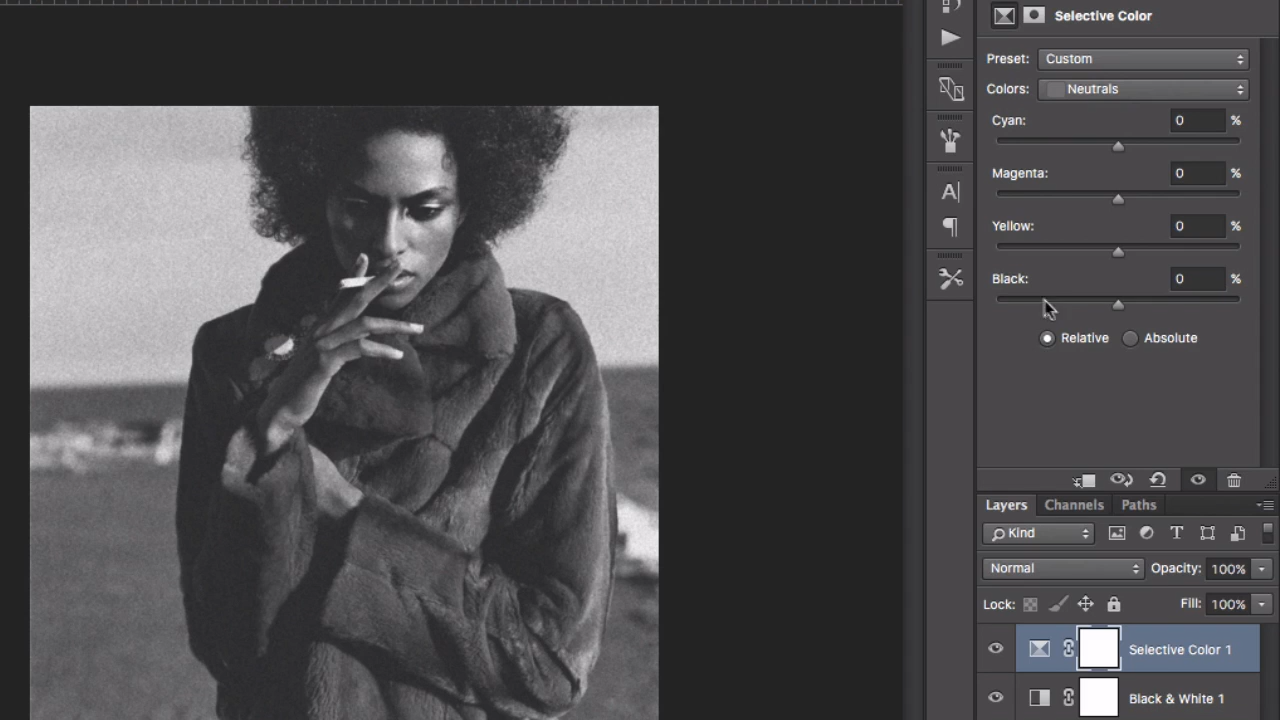 Selective Color
Preset: Custom
Colors: Neutrals
Cyan: 0 %
Magenta: 0 %
Yellow: 0 %
Black: 0 %
Relative Absolute
Layers Channels Paths
Kind T
Normal Opacity: 100%
Lock: Fill: 100%
Selective Color 1
Black & White 1